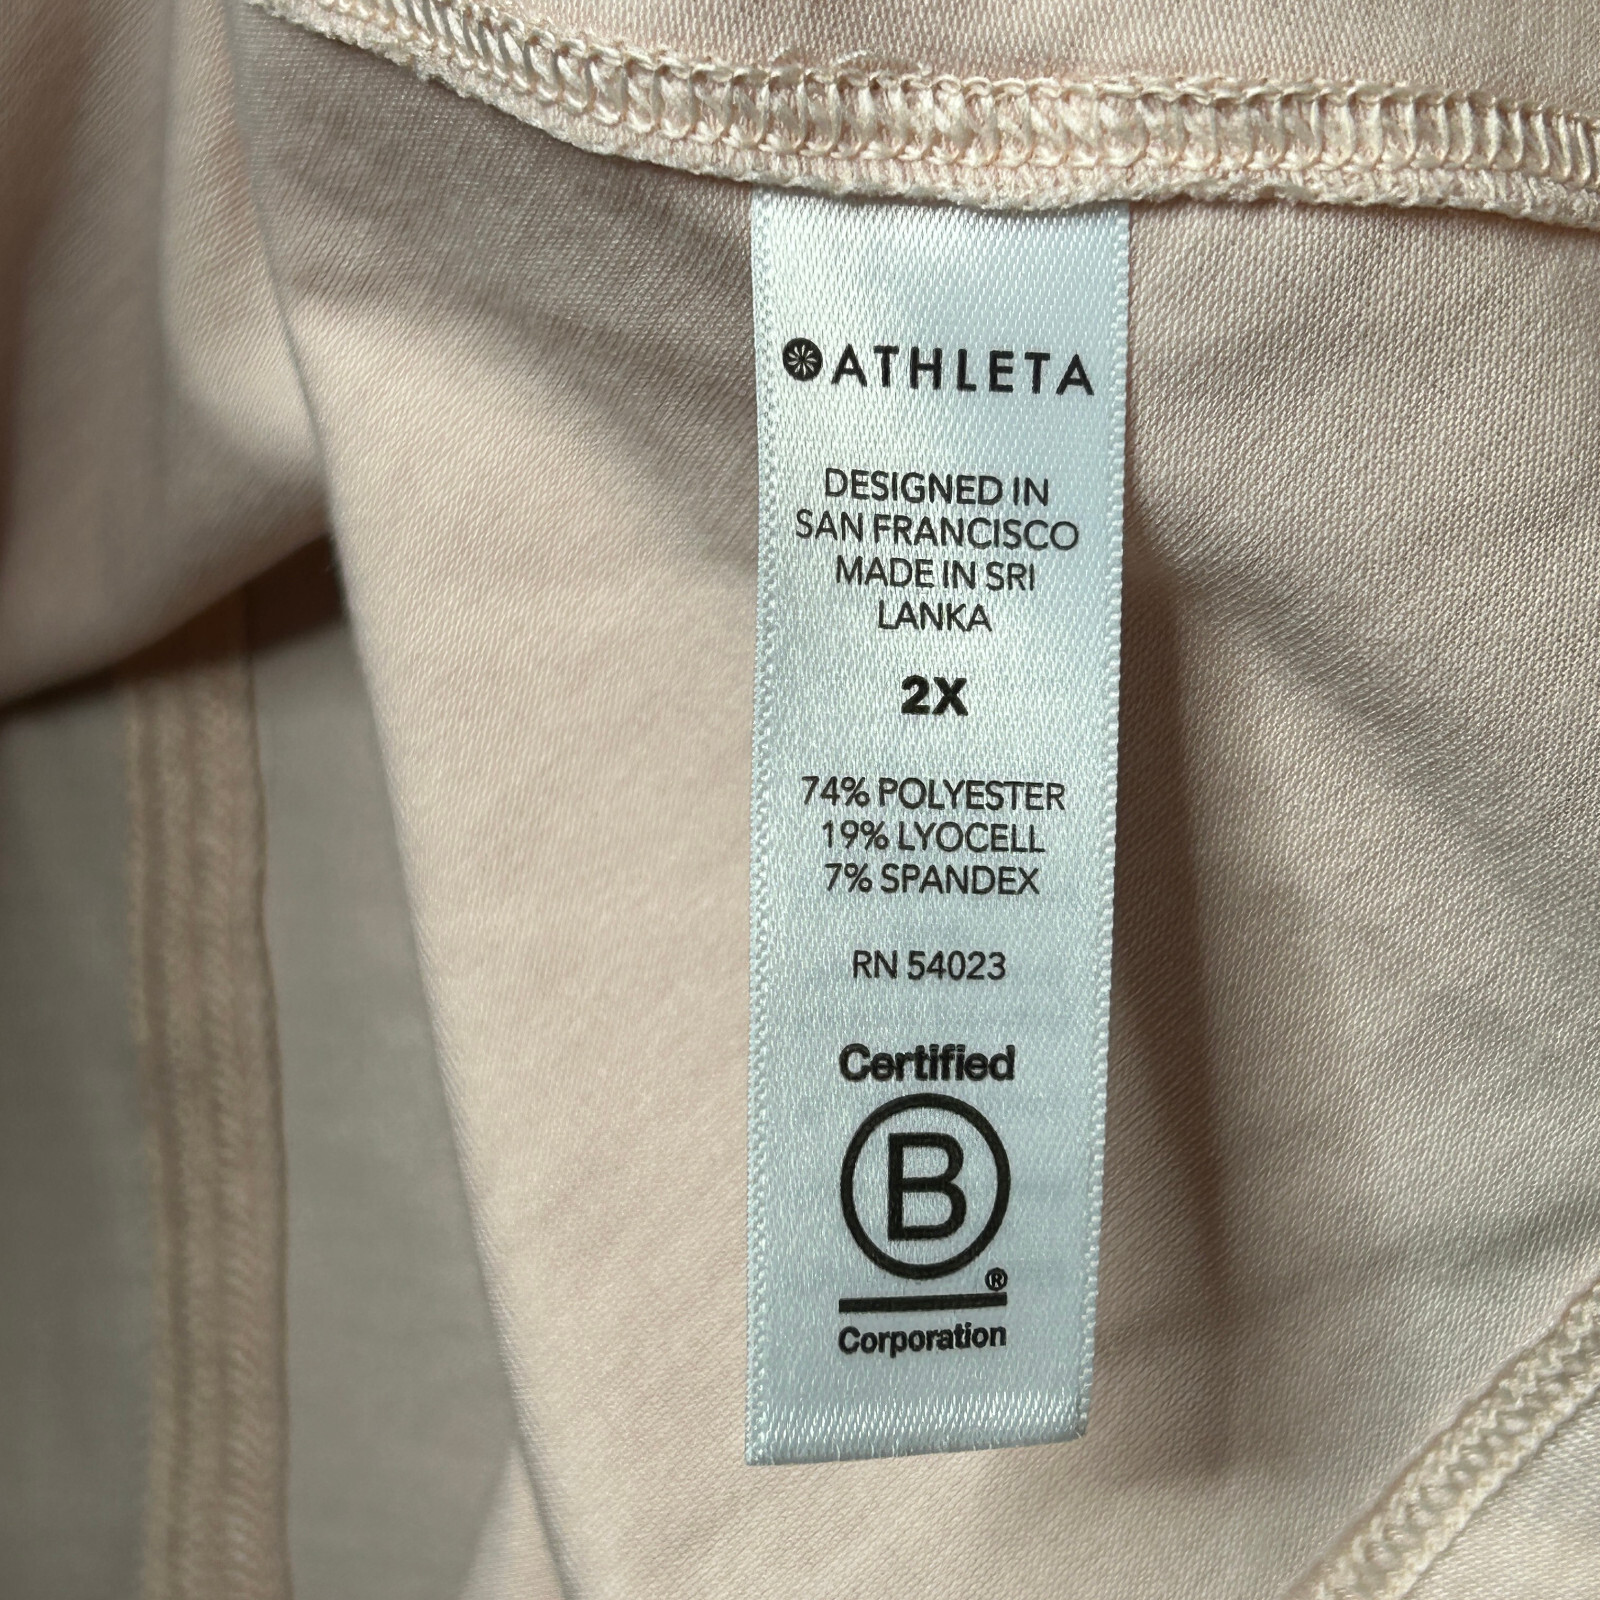 ATHLETA
DESIGNED IN
SAN FRANCISCO
MADE IN SRI
LANKA
2X
74% POLYESTER
19% LYOCELL
7% SPANDEX
RN 54023
Certified
B
®
Corporation